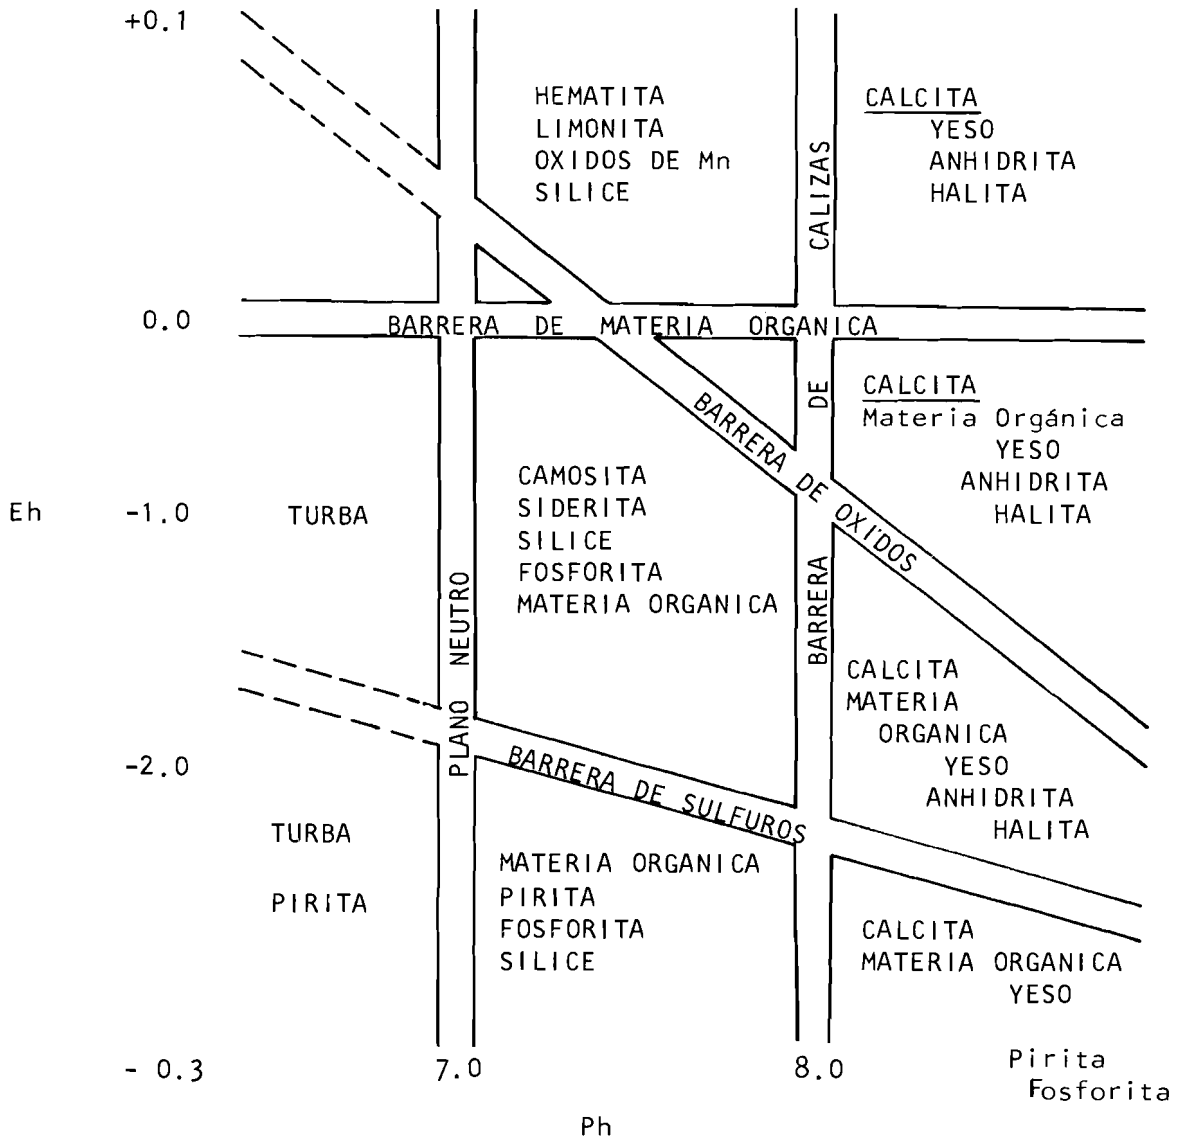 +0.1
HEMATITA
LIMONITA
OXIDOS DE Mn
SILICE
CALCITA
YESO
ANHIDRITA
HALITA
0.0
BARRERA DE MATERIA ORGANICA
BARRERA DE CALIZAS
CALCITA
Materia Orgánica
YESO
ANHIDRITA
HALITA
BARRERA DE OXIDOS
Eh
-1.0
TURBA
CAMOSITA
SIDERITA
SILICE
FOSFORITA
MATERIA ORGANICA
PLANO NEUTRO
CALCITA
MATERIA
ORGANICA
YESO
ANHIDRITA
HALITA
-2.0
BARRERA DE SULFUROS
TURBA
PIRITA
MATERIA ORGANICA
PIRITA
FOSFORITA
SILICE
CALCITA
MATERIA ORGANICA
YESO
Pirita
Fosforita
- 0.3
7.0
8.0
Ph